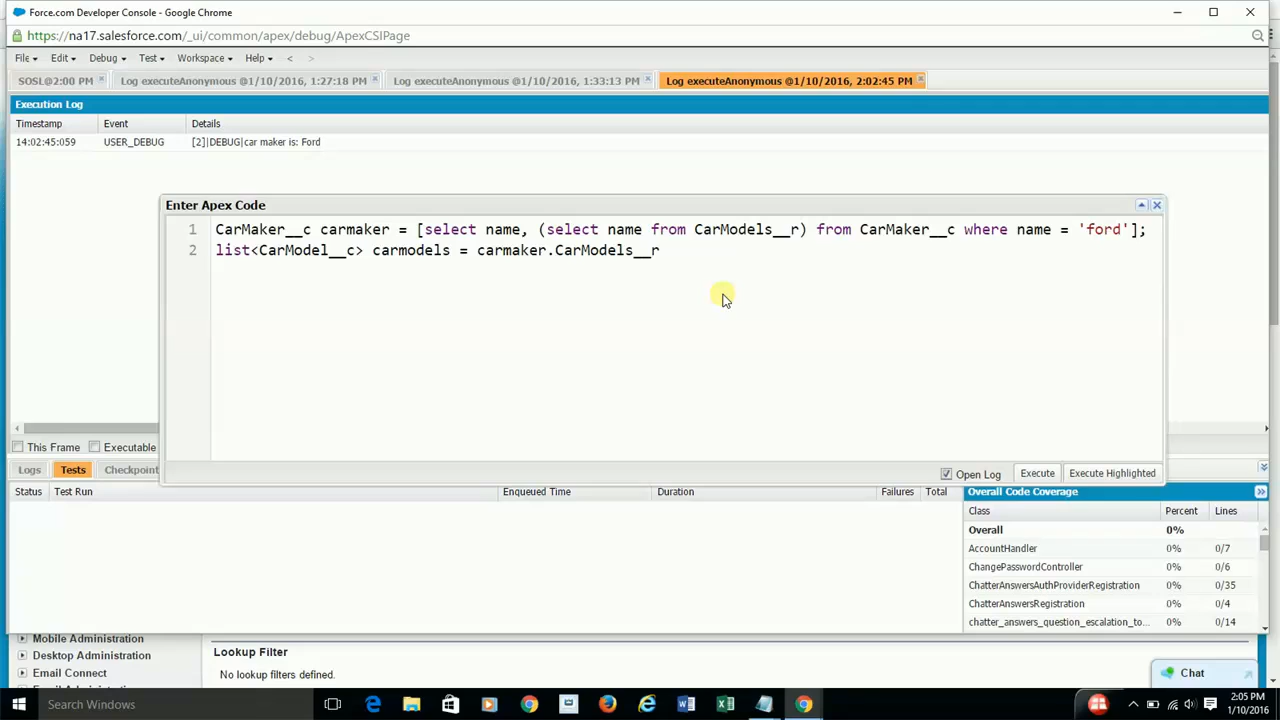 Force.com Developer Console - Google Chrome
https://na17.salesforce.com/_ui/common/apex/debug/ApexCSIPage
File Edit Debug Test Workspace Help < >
SOSL@2:00 PM Log executeAnonymous @1/10/2016, 1:27:18 PM Log executeAnonymous @1/10/2016, 1:33:13 PM Log executeAnonymous @1/10/2016, 2:02:45 PM
Execution Log
Timestamp Event Details
14:02:45:059 USER_DEBUG [2]|DEBUG|car maker is: Ford
Enter Apex Code
1 CarMaker__c carmaker = [select name, (select name from CarModels__r) from CarMaker__c where name = 'ford'];
2 list<CarModel__c> carmodels = carmaker.CarModels__r
Open Log Execute Execute Highlighted
This Frame Executable
Logs Tests Checkpoint
Status Test Run Enqueued Time Duration Failures Total
Overall Code Coverage
Class Percent Lines
Overall 0%
AccountHandler 0% 0/7
ChangePasswordController 0% 0/6
ChatterAnswersAuthProviderRegistration 0% 0/35
ChatterAnswersRegistration 0% 0/4
chatter_answers_question_escalation_to... 0% 0/14
Mobile Administration
Desktop Administration
Email Connect
Lookup Filter
No lookup filters defined.
Chat
Search Windows
2:05 PM
1/10/2016